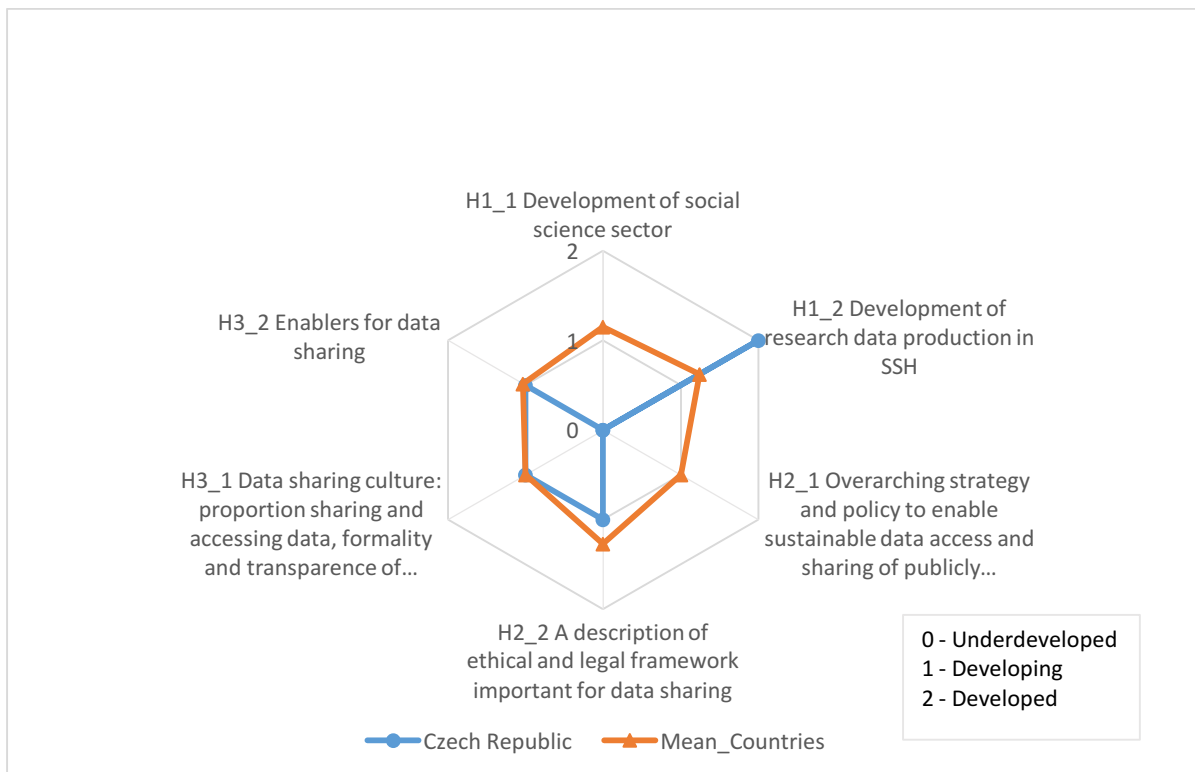 H1_1 Development of social
science sector
2
H1_2 Development of
research data production in
SSH
H3_2 Enablers for data
sharing
1
0
H3_1 Data sharing culture:
proportion sharing and
accessing data, formality
and transparence of…
H2_1 Overarching strategy
and policy to enable
sustainable data access and
sharing of publicly…
H2_2 A description of
ethical and legal framework
important for data sharing
0 - Underdeveloped
1 - Developing
2 - Developed
Czech Republic
Mean_Countries